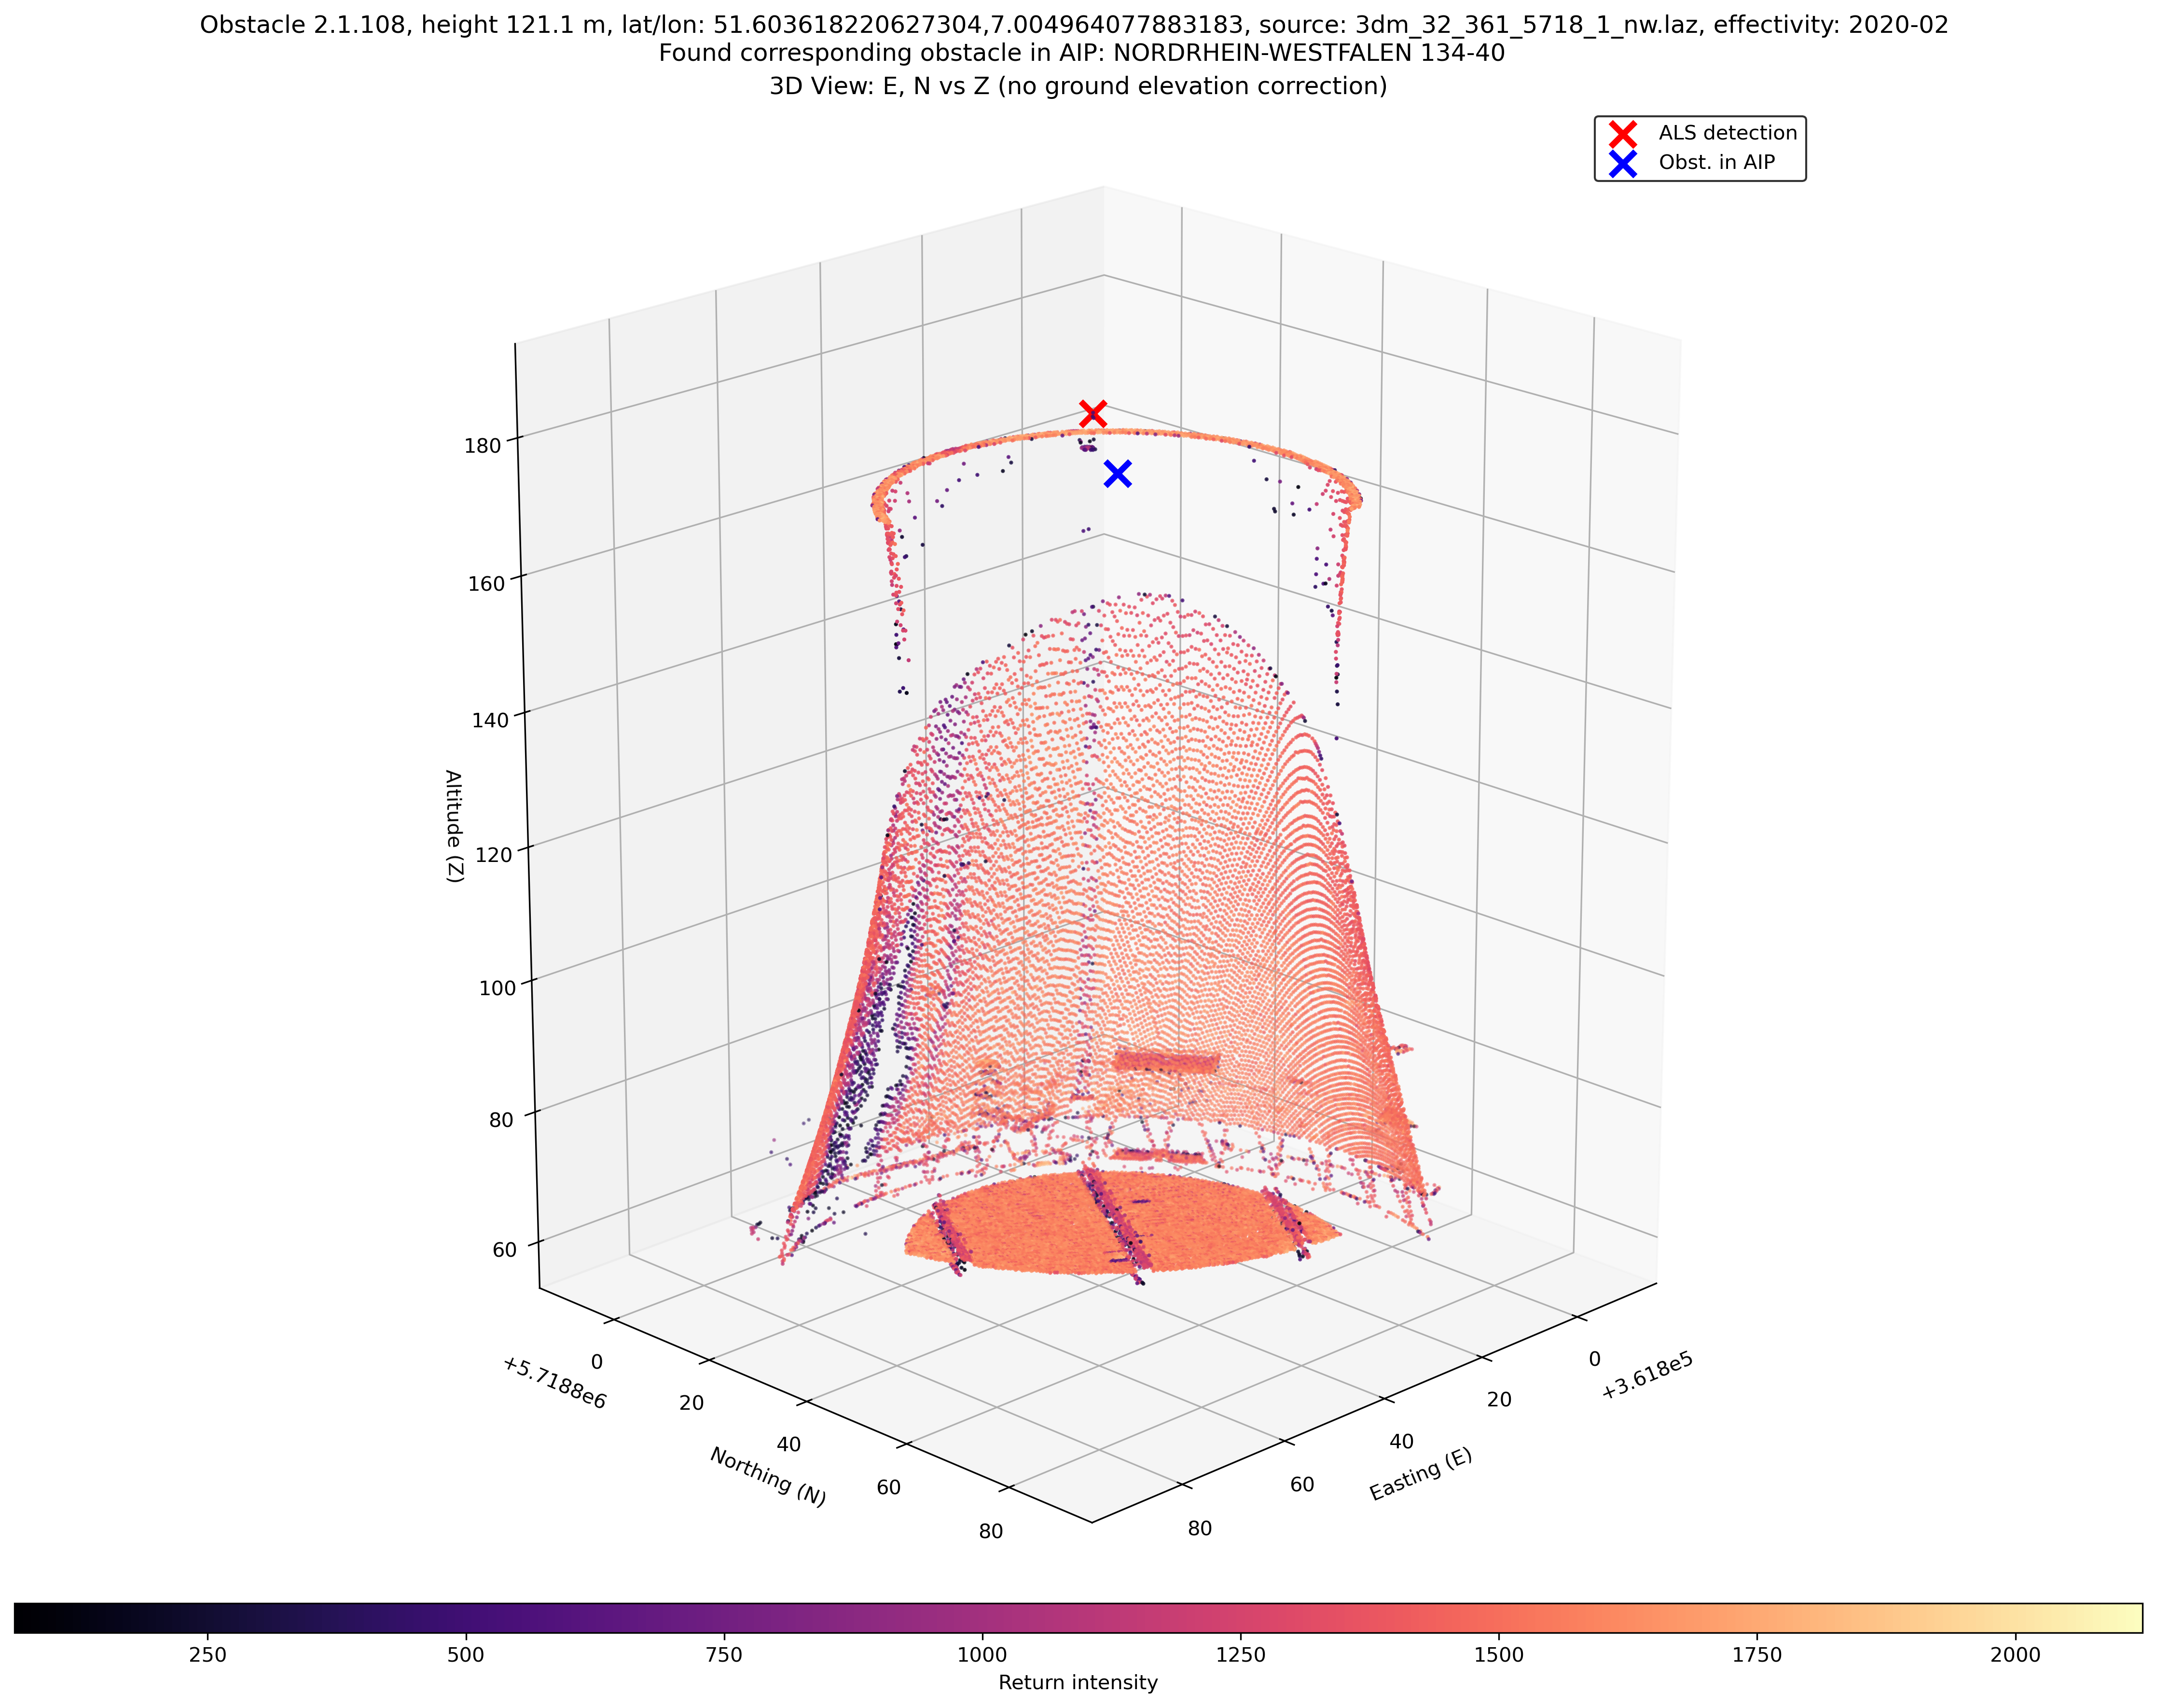 Obstacle 2.1.108, height 121.1 m, lat/lon: 51.603618220627304,7.004964077883183, source: 3dm_32_361_5718_1_nw.laz, effectivity: 2020-02
Found corresponding obstacle in AIP: NORDRHEIN-WESTFALEN 134-40
3D View: E, N vs Z (no ground elevation correction)
ALS detection
Obst. in AIP
180
160
140
120
100
80
60
Altitude (Z)
0
20
40
60
80
+5.7188e6
Northing (N)
0
20
40
60
80
+3.618e5
Easting (E)
250 500 750 1000 1250 1500 1750 2000
Return intensity